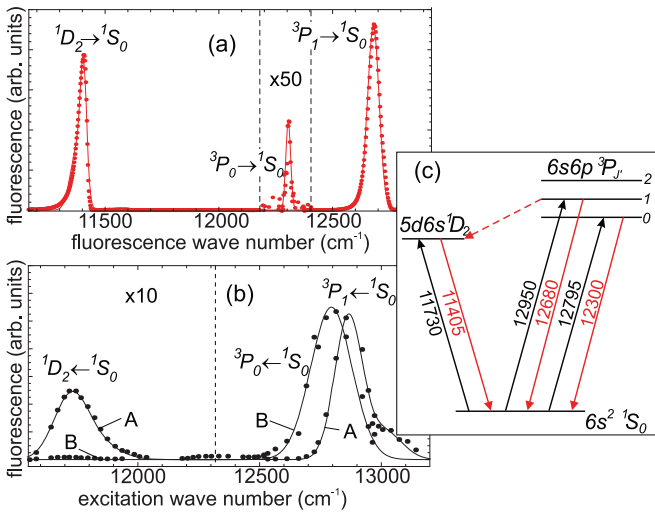 ¹D₂→¹S₀
(a)
³P₁→¹S₀
x50
³P₀→¹S₀
fluorescence (arb. units)
11500
12000
12500
fluorescence wave number (cm⁻¹)
x10
(b)
³P₁←¹S₀
¹D₂←¹S₀
³P₀←¹S₀
A
B
B
A
fluorescence (arb. units)
12000
12500
13000
excitation wave number (cm⁻¹)
(c)
6s6p ³P_J'
2
1
0
5d6s¹D₂
11730
11405
12950
12680
12795
12300
6s² ¹S₀